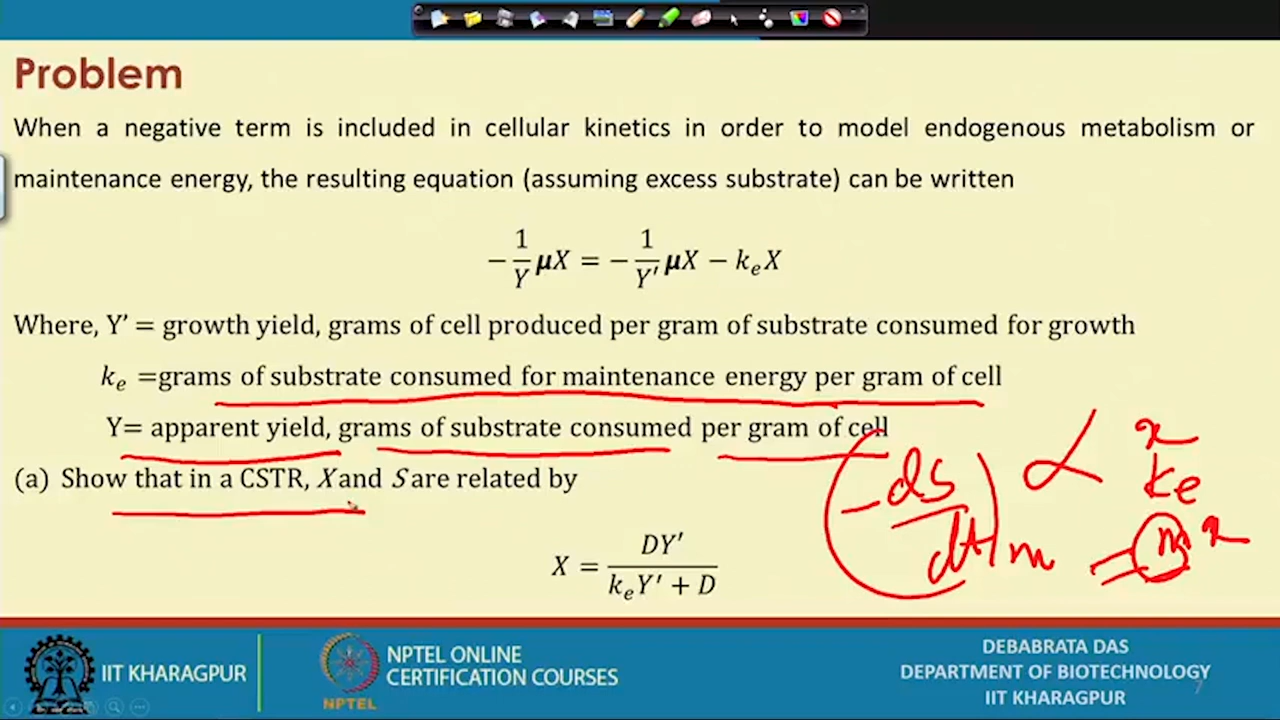 Problem
When a negative term is included in cellular kinetics in order to model endogenous metabolism or
maintenance energy, the resulting equation (assuming excess substrate) can be written
−1/Y μX = −1/Y′ μX − kₑX
Where, Y’ = growth yield, grams of cell produced per gram of substrate consumed for growth
kₑ =grams of substrate consumed for maintenance energy per gram of cell
Y= apparent yield, grams of substrate consumed per gram of cell
(a) Show that in a CSTR, X and S are related by
X = DY′/(kₑY′ + D)
(−ds/dt)m ∝ x
ke
= m x
IIT KHARAGPUR
NPTEL
NPTEL ONLINE
CERTIFICATION COURSES
DEBABRATA DAS
DEPARTMENT OF BIOTECHNOLOGY
IIT KHARAGPUR
7